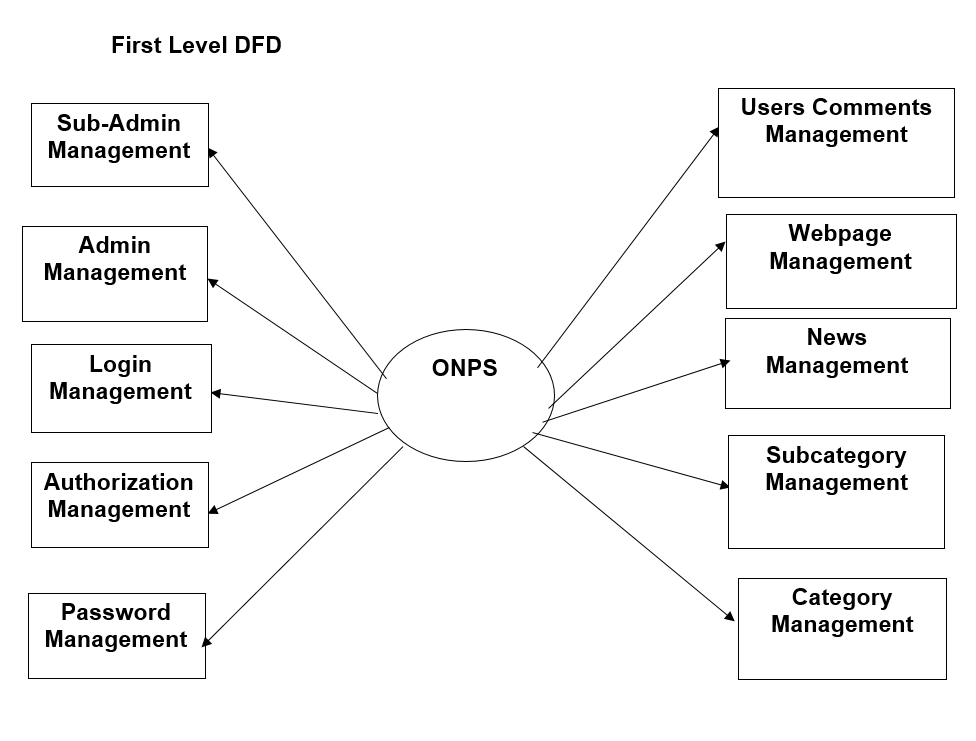 First Level DFD
Sub-Admin
Management
Admin
Management
Login
Management
Authorization
Management
Password
Management
ONPS
Users Comments
Management
Webpage
Management
News
Management
Subcategory
Management
Category
Management